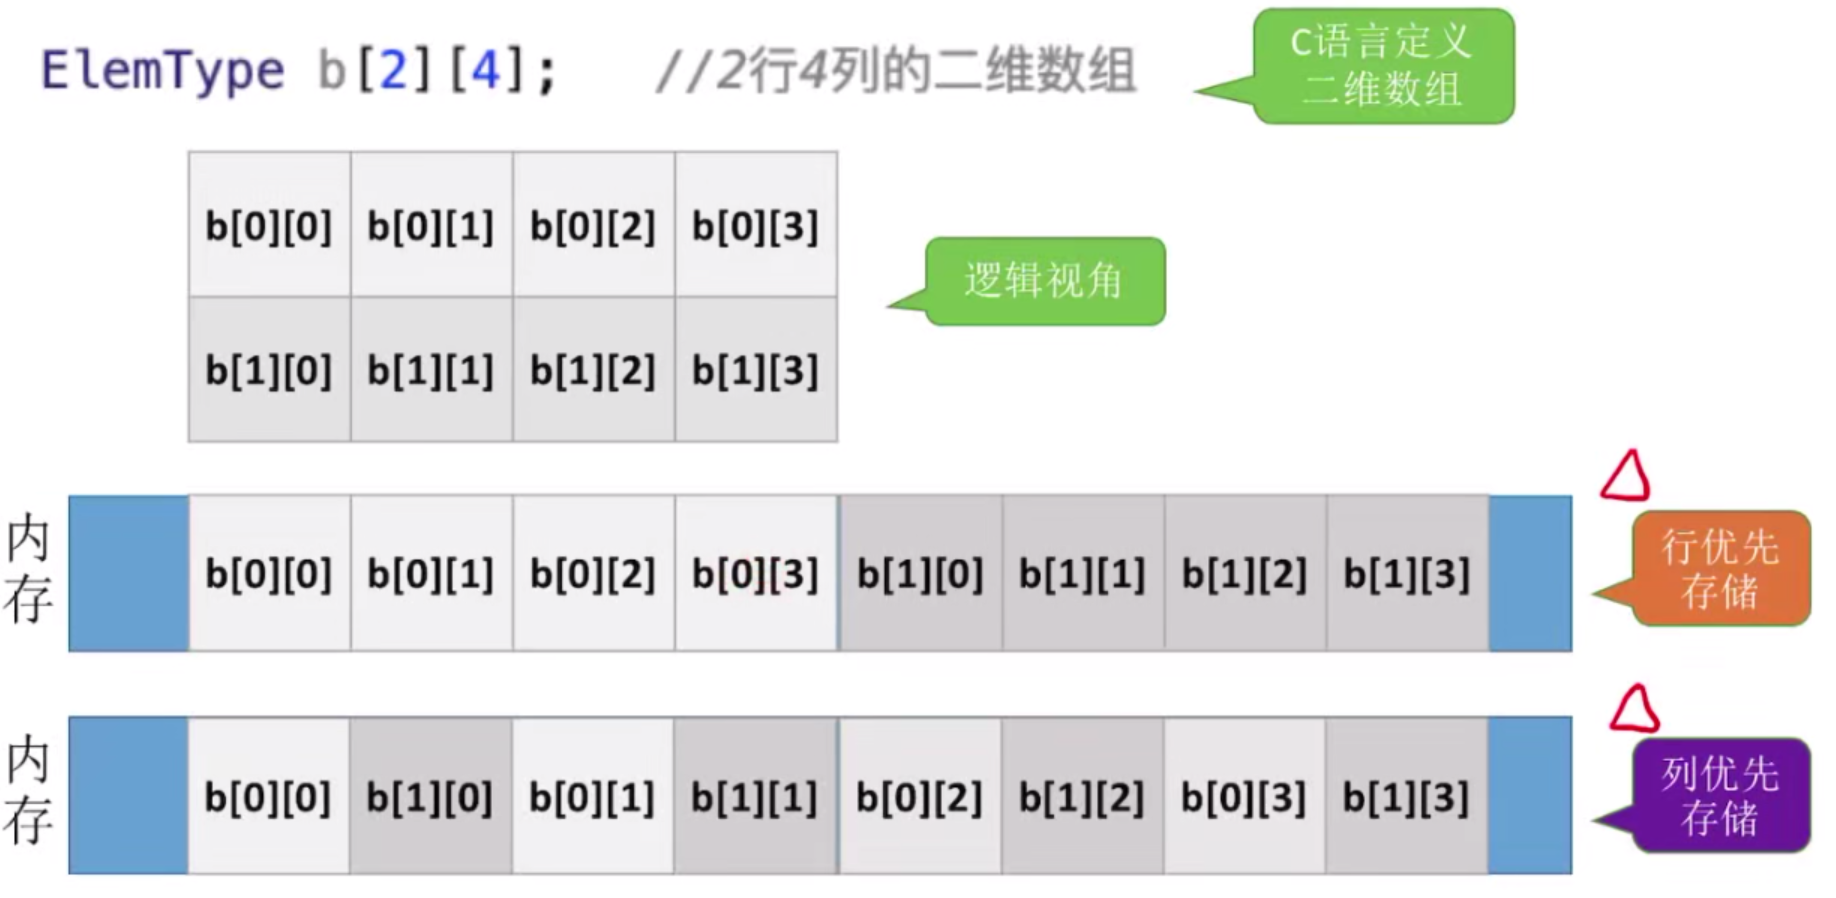 ElemType b[2][4]; //2行4列的二维数组
C语言定义
二维数组
b[0][0] b[0][1] b[0][2] b[0][3]
b[1][0] b[1][1] b[1][2] b[1][3]
逻辑视角
内存
b[0][0] b[0][1] b[0][2] b[0][3] b[1][0] b[1][1] b[1][2] b[1][3]
行优先
存储
内存
b[0][0] b[1][0] b[0][1] b[1][1] b[0][2] b[1][2] b[0][3] b[1][3]
列优先
存储